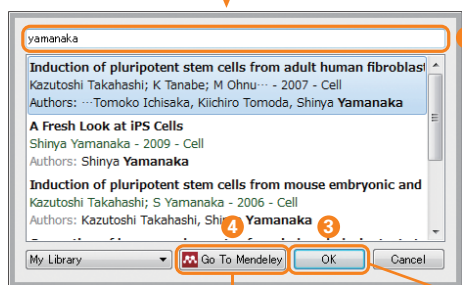 yamanaka
Induction of pluripotent stem cells from adult human fibroblast
Kazutoshi Takahashi; K Tanabe; M Ohnu··· - 2007 - Cell
Authors: ···Tomoko Ichisaka, Kiichiro Tomoda, Shinya Yamanaka
A Fresh Look at iPS Cells
Shinya Yamanaka - 2009 - Cell
Authors: Shinya Yamanaka
Induction of pluripotent stem cells from mouse embryonic and
Kazutoshi Takahashi; S Yamanaka - 2006 - Cell
Authors: Kazutoshi Takahashi, Shinya Yamanaka
4 3
My Library Go To Mendeley OK Cancel